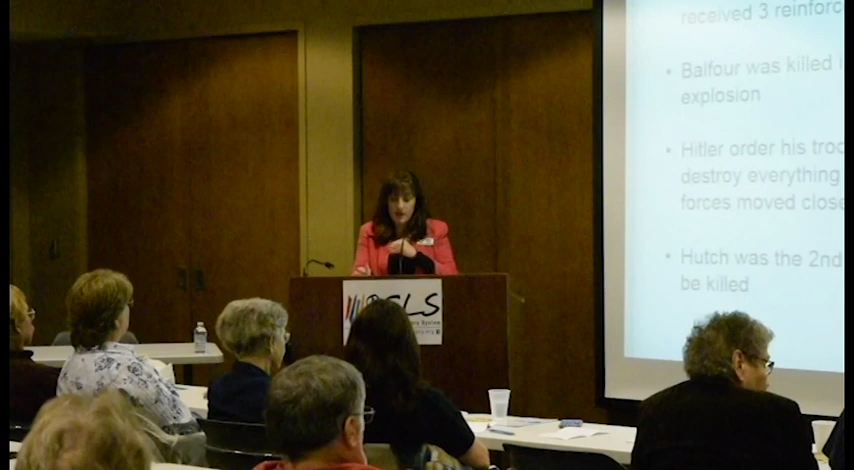 received 3 reinforc
• Balfour was killed i
explosion
• Hitler order his troo
destroy everything
forces moved close
• Hutch was the 2nd
be killed
SLS